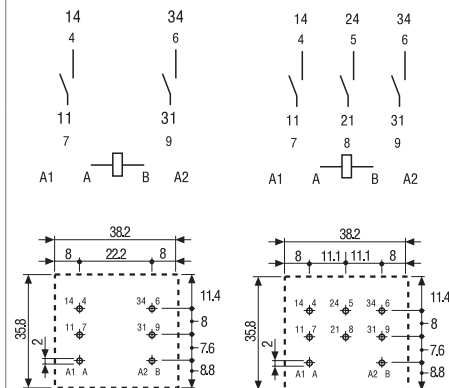 14 34
4 6
11 31
7 9
A1 A B A2
38.2
8 22.2 8
35.8
2
14 4 34 6
11 7 31 9
A1 A A2 B
11.4
8
7.6
8.8
14 24 34
4 5 6
11 21 31
7 8 9
A1 A B A2
38.2
8 11.1 11.1 8
35.8
2
14 4 24 5 34 6
11 7 21 8 31 9
A1 A A2 B
11.4
8
7.6
8.8